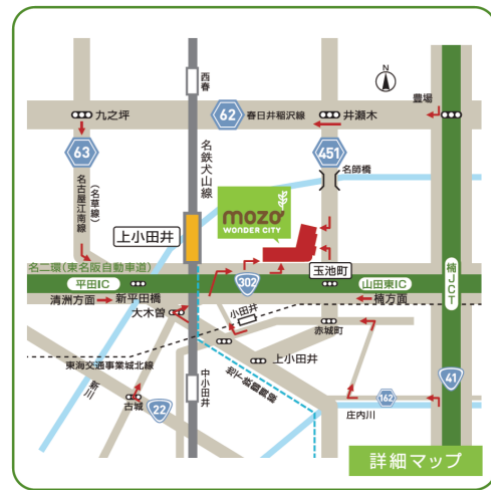 N
西春
豊場
九之坪
62
春日井稲沢線
井瀬木
63
名鉄犬山線
451
名師橋
名古屋江南線
(名草線)
mozo
WONDER CITY
上小田井
名二環(東名阪自動車道)
玉池町
楠JCT
平田IC
302
山田東IC
清洲方面
新平田橋
楠方面
大木曽
小田井
赤城町
東海交通事業城北線
上小田井
新川
中小田井
地下鉄鶴舞線
41
古城
22
162
庄内川
詳細マップ